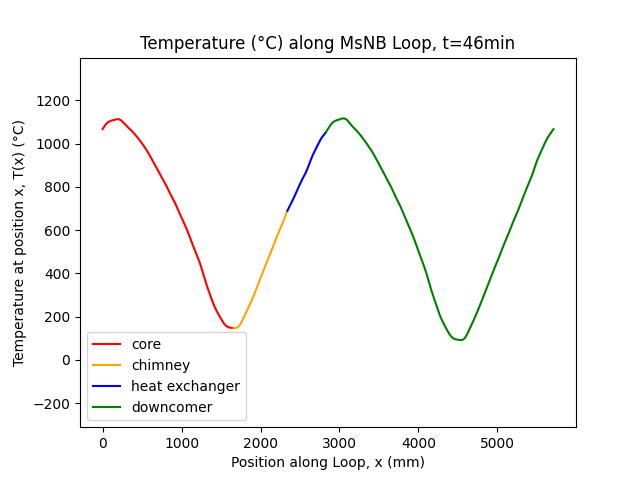 Temperature (°C) along MsNB Loop, t=46min
Temperature at position x, T(x) (°C)
1200
1000
800
600
400
200
0
−200
core
chimney
heat exchanger
downcomer
0 1000 2000 3000 4000 5000
Position along Loop, x (mm)